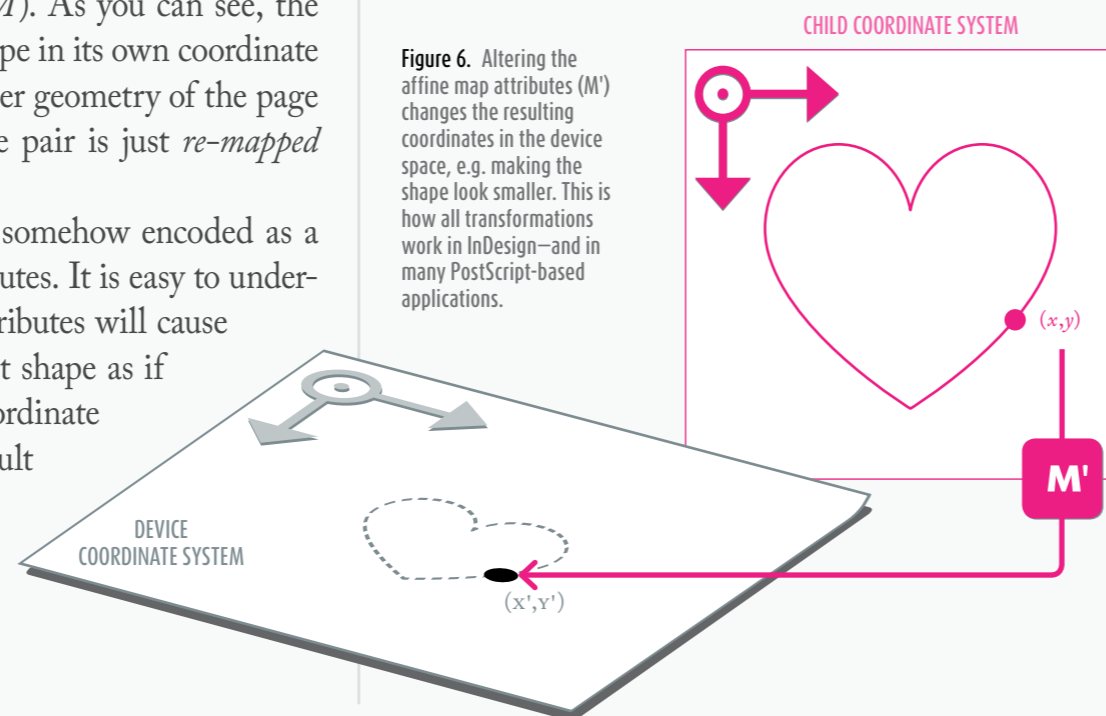 M). As you can see, the
pe in its own coordinate
er geometry of the page
e pair is just re-mapped
somehow encoded as a
utes. It is easy to under-
ributes will cause
t shape as if
ordinate
ult
Figure 6. Altering the
affine map attributes (M')
changes the resulting
coordinates in the device
space, e.g. making the
shape look smaller. This is
how all transformations
work in InDesign—and in
many PostScript-based
applications.
CHILD COORDINATE SYSTEM
(x,y)
M'
DEVICE
COORDINATE SYSTEM
(X',Y')